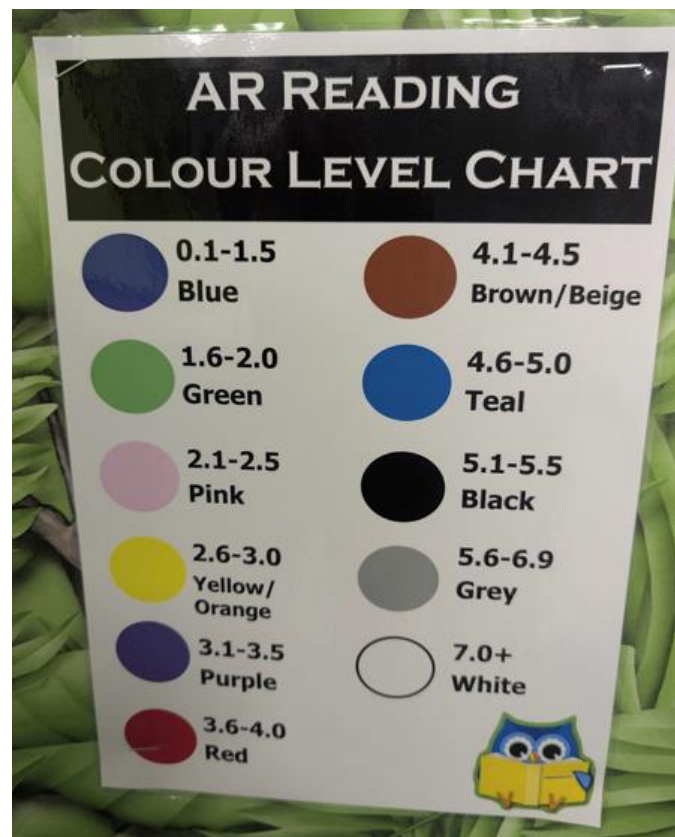 AR READING
COLOUR LEVEL CHART
0.1-1.5
Blue
1.6-2.0
Green
2.1-2.5
Pink
2.6-3.0
Yellow/
Orange
3.1-3.5
Purple
3.6-4.0
Red
4.1-4.5
Brown/Beige
4.6-5.0
Teal
5.1-5.5
Black
5.6-6.9
Grey
7.0+
White